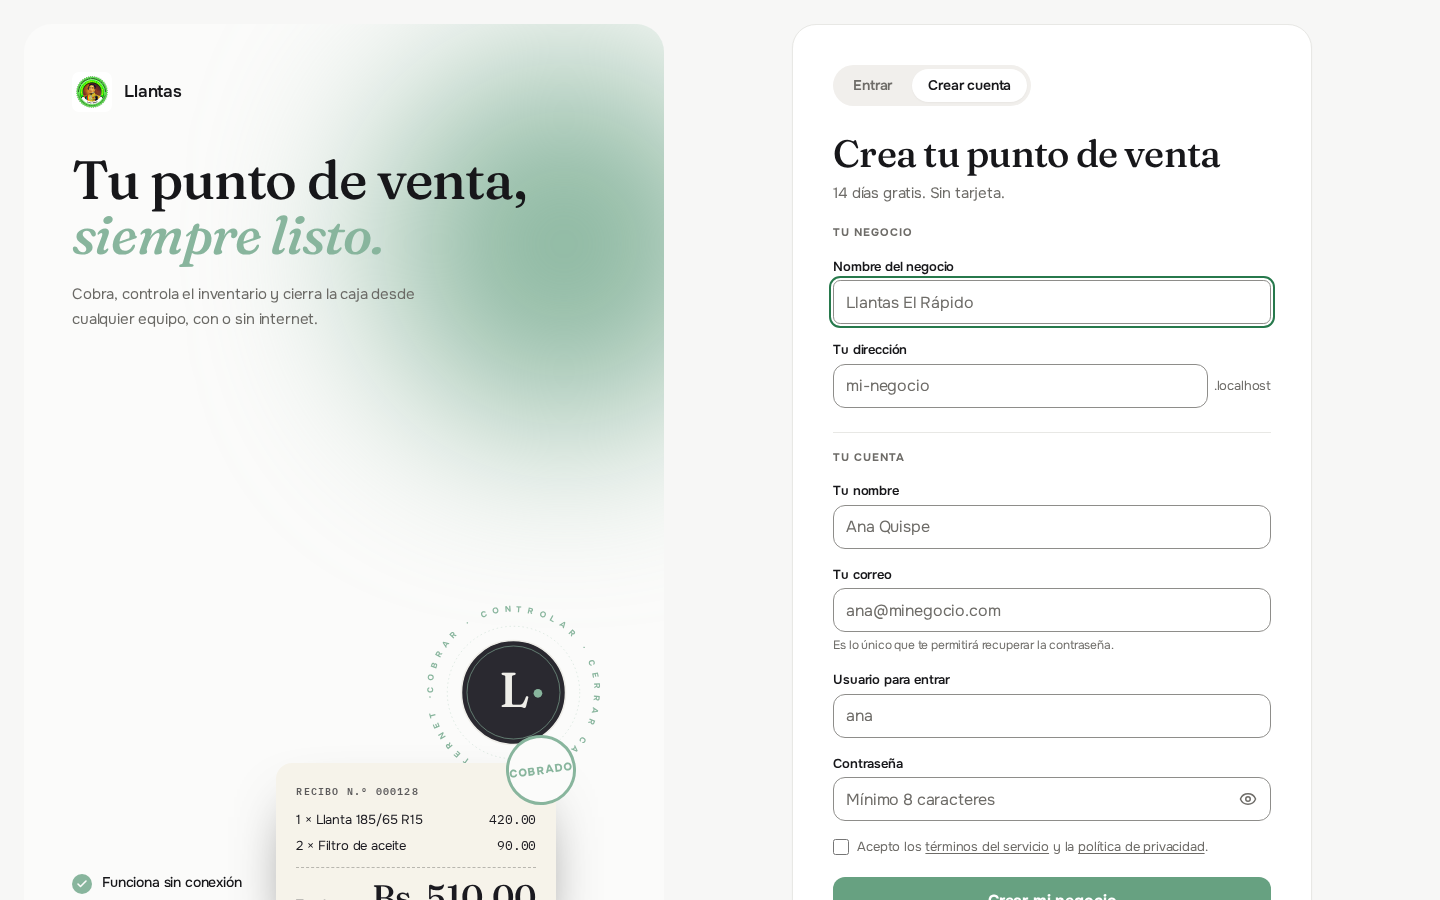 Llantas
Tu punto de venta,
siempre listo.
Cobra, controla el inventario y cierra la caja desde
cualquier equipo, con o sin internet.
COBRAR · CONTROLAR · CERRAR CA
TERNET ·
L
COBRADO
RECIBO N.º 000128
1 × Llanta 185/65 R15 420.00
2 × Filtro de aceite 90.00
Bs 510.00
Funciona sin conexión
Entrar
Crear cuenta
Crea tu punto de venta
14 días gratis. Sin tarjeta.
TU NEGOCIO
Nombre del negocio
Llantas El Rápido
Tu dirección
mi-negocio .localhost
TU CUENTA
Tu nombre
Ana Quispe
Tu correo
ana@minegocio.com
Es lo único que te permitirá recuperar la contraseña.
Usuario para entrar
ana
Contraseña
Mínimo 8 caracteres
Acepto los términos del servicio y la política de privacidad.
Crear mi negocio